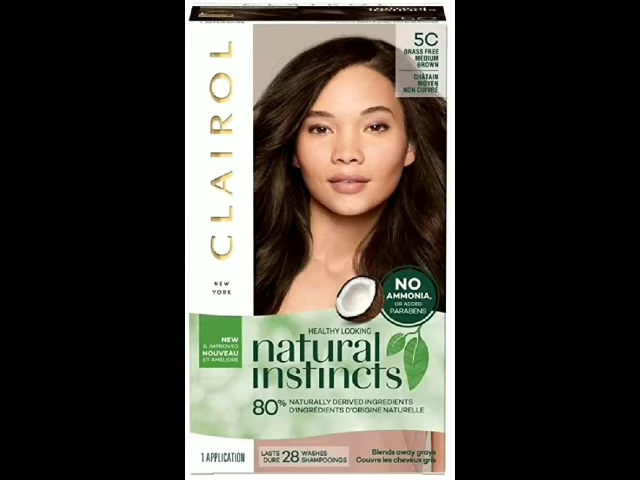 CLAIROL
NEW
YORK
5C
BRASS FREE
MEDIUM
BROWN
CHÂTAIN
MOYEN
NON CUIVRÉ
NO
AMMONIA,
OR ADDED
PARABENS
NEW
& IMPROVED
NOUVEAU
ET AMÉLIORÉ
HEALTHY LOOKING
natural
instincts
80% NATURALLY DERIVED INGREDIENTS
D'INGRÉDIENTS D'ORIGINE NATURELLE
1 APPLICATION
LASTS
DURE 28 WASHES
SHAMPOOINGS
Blends away grays
Couvre les cheveux gris